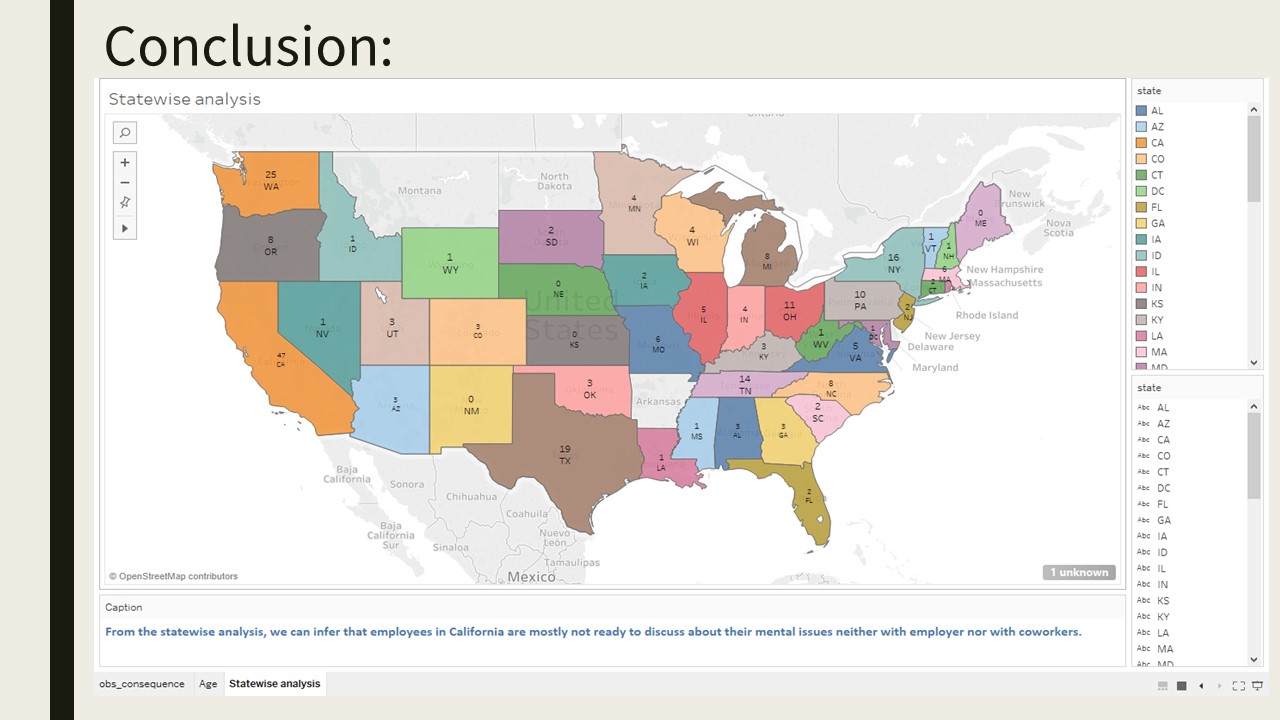 Conclusion:
Statewise analysis
Ontario
25
WA
Montana
North
Dakota
4
MN
New
Brunswick
Nova
Scotia
0
ME
8
OR
1
ID
1
WY
2
SD
4
WI
8
MI
16
NY
1
VT
1
NH
6
MA
New Hampshire
Massachusetts
2
CT
Rhode Island
0
NE
2
IA
United
States
5
IL
4
IN
11
OH
10
PA
2
NJ
New Jersey
Delaware
Maryland
47
CA
1
NV
3
UT
3
CO
0
KS
6
MO
3
KY
1
WV
5
VA
1
DC
3
AZ
0
NM
3
OK
Arkansas
14
TN
8
NC
2
SC
19
TX
1
LA
1
MS
3
AL
3
GA
2
FL
Baja
California
Sonora
Chihuahua
Coahuila
Baja
California
Sur
Sinaloa
Nuevo
León
Tamaulipas
Mexico
© OpenStreetMap contributors
1 unknown
state
AL
AZ
CA
CO
CT
DC
FL
GA
IA
ID
IL
IN
KS
KY
LA
MA
MD
state
Abc AL
Abc AZ
Abc CA
Abc CO
Abc CT
Abc DC
Abc FL
Abc GA
Abc IA
Abc ID
Abc IL
Abc IN
Abc KS
Abc KY
Abc LA
Abc MA
Abc MD
Caption
From the statewise analysis, we can infer that employees in California are mostly not ready to discuss about their mental issues neither with employer nor with coworkers.
obs_consequence Age Statewise analysis